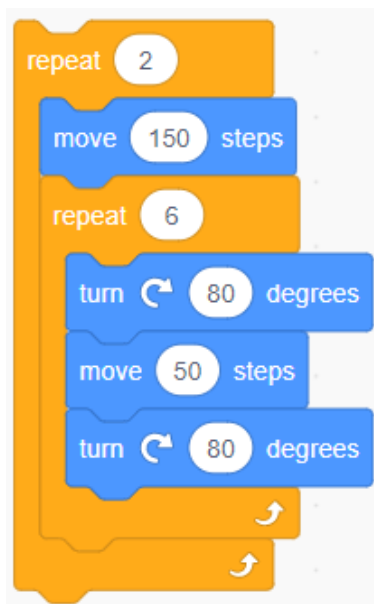 repeat 2
move 150 steps
repeat 6
turn 80 degrees
move 50 steps
turn 80 degrees